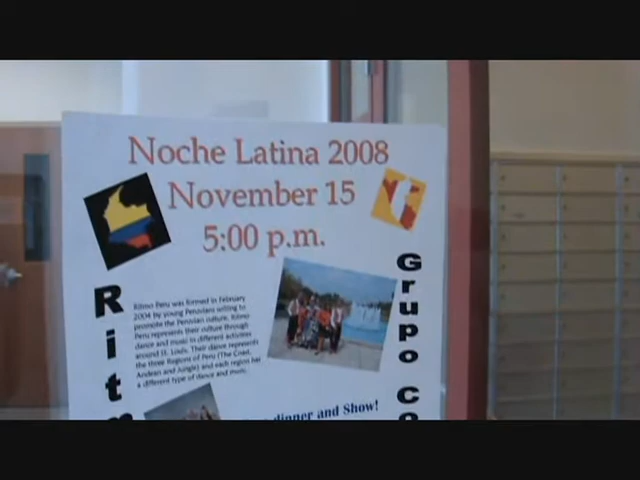 Noche Latina 2008
November 15
5:00 p.m.
Rit
Ritmo Peru was formed in February
2004 by young Peruvians willing to
promote the Peruvian culture. Ritmo
Peru represents their culture through
dance and music in different activities
around St. Louis. Their dance represents
the three Regions of Peru (The Coast,
Andean and Jungle) and each region has
a different type of dance and music.
Grupo Co
dinner and Show!